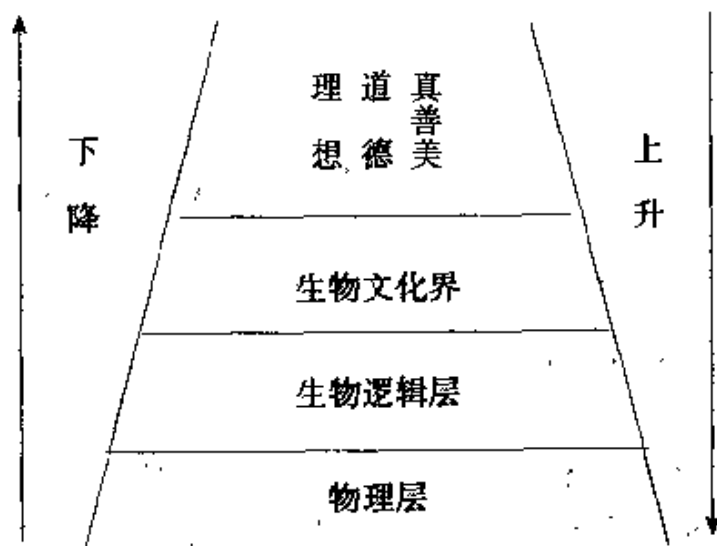 下降
理想
道德
真善美
上升
生物文化界
生物逻辑层
物理层